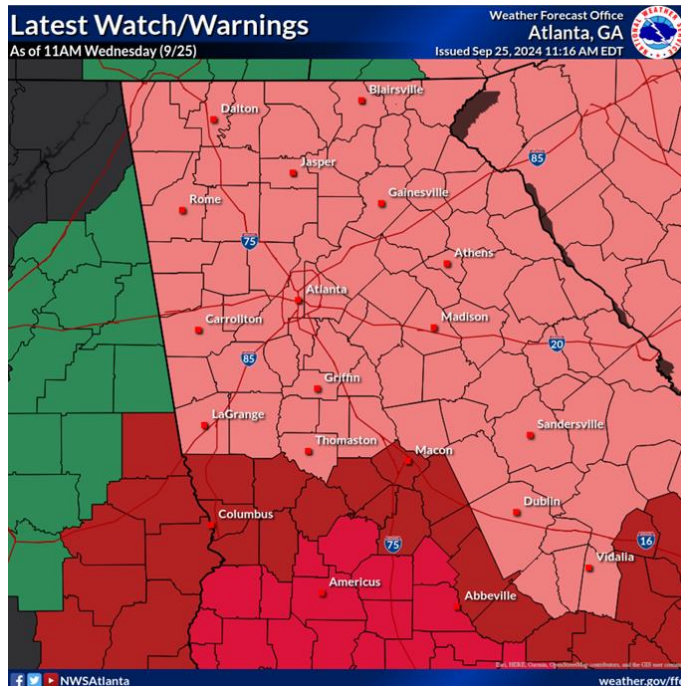 Latest Watch/Warnings
As of 11AM Wednesday (9/25)
Weather Forecast Office
Atlanta, GA
Issued Sep 25, 2024 11:16 AM EDT
Blairsville
Dalton
85
Jasper
Rome
Gainesville
75
Athens
Atlanta
Carrollton
Madison
20
85
Griffin
LaGrange
Sandersville
Thomaston
Macon
Dublin
Columbus
75
16
Vidalia
Americus
Abbeville
NWSAtlanta
weather.gov/ffc